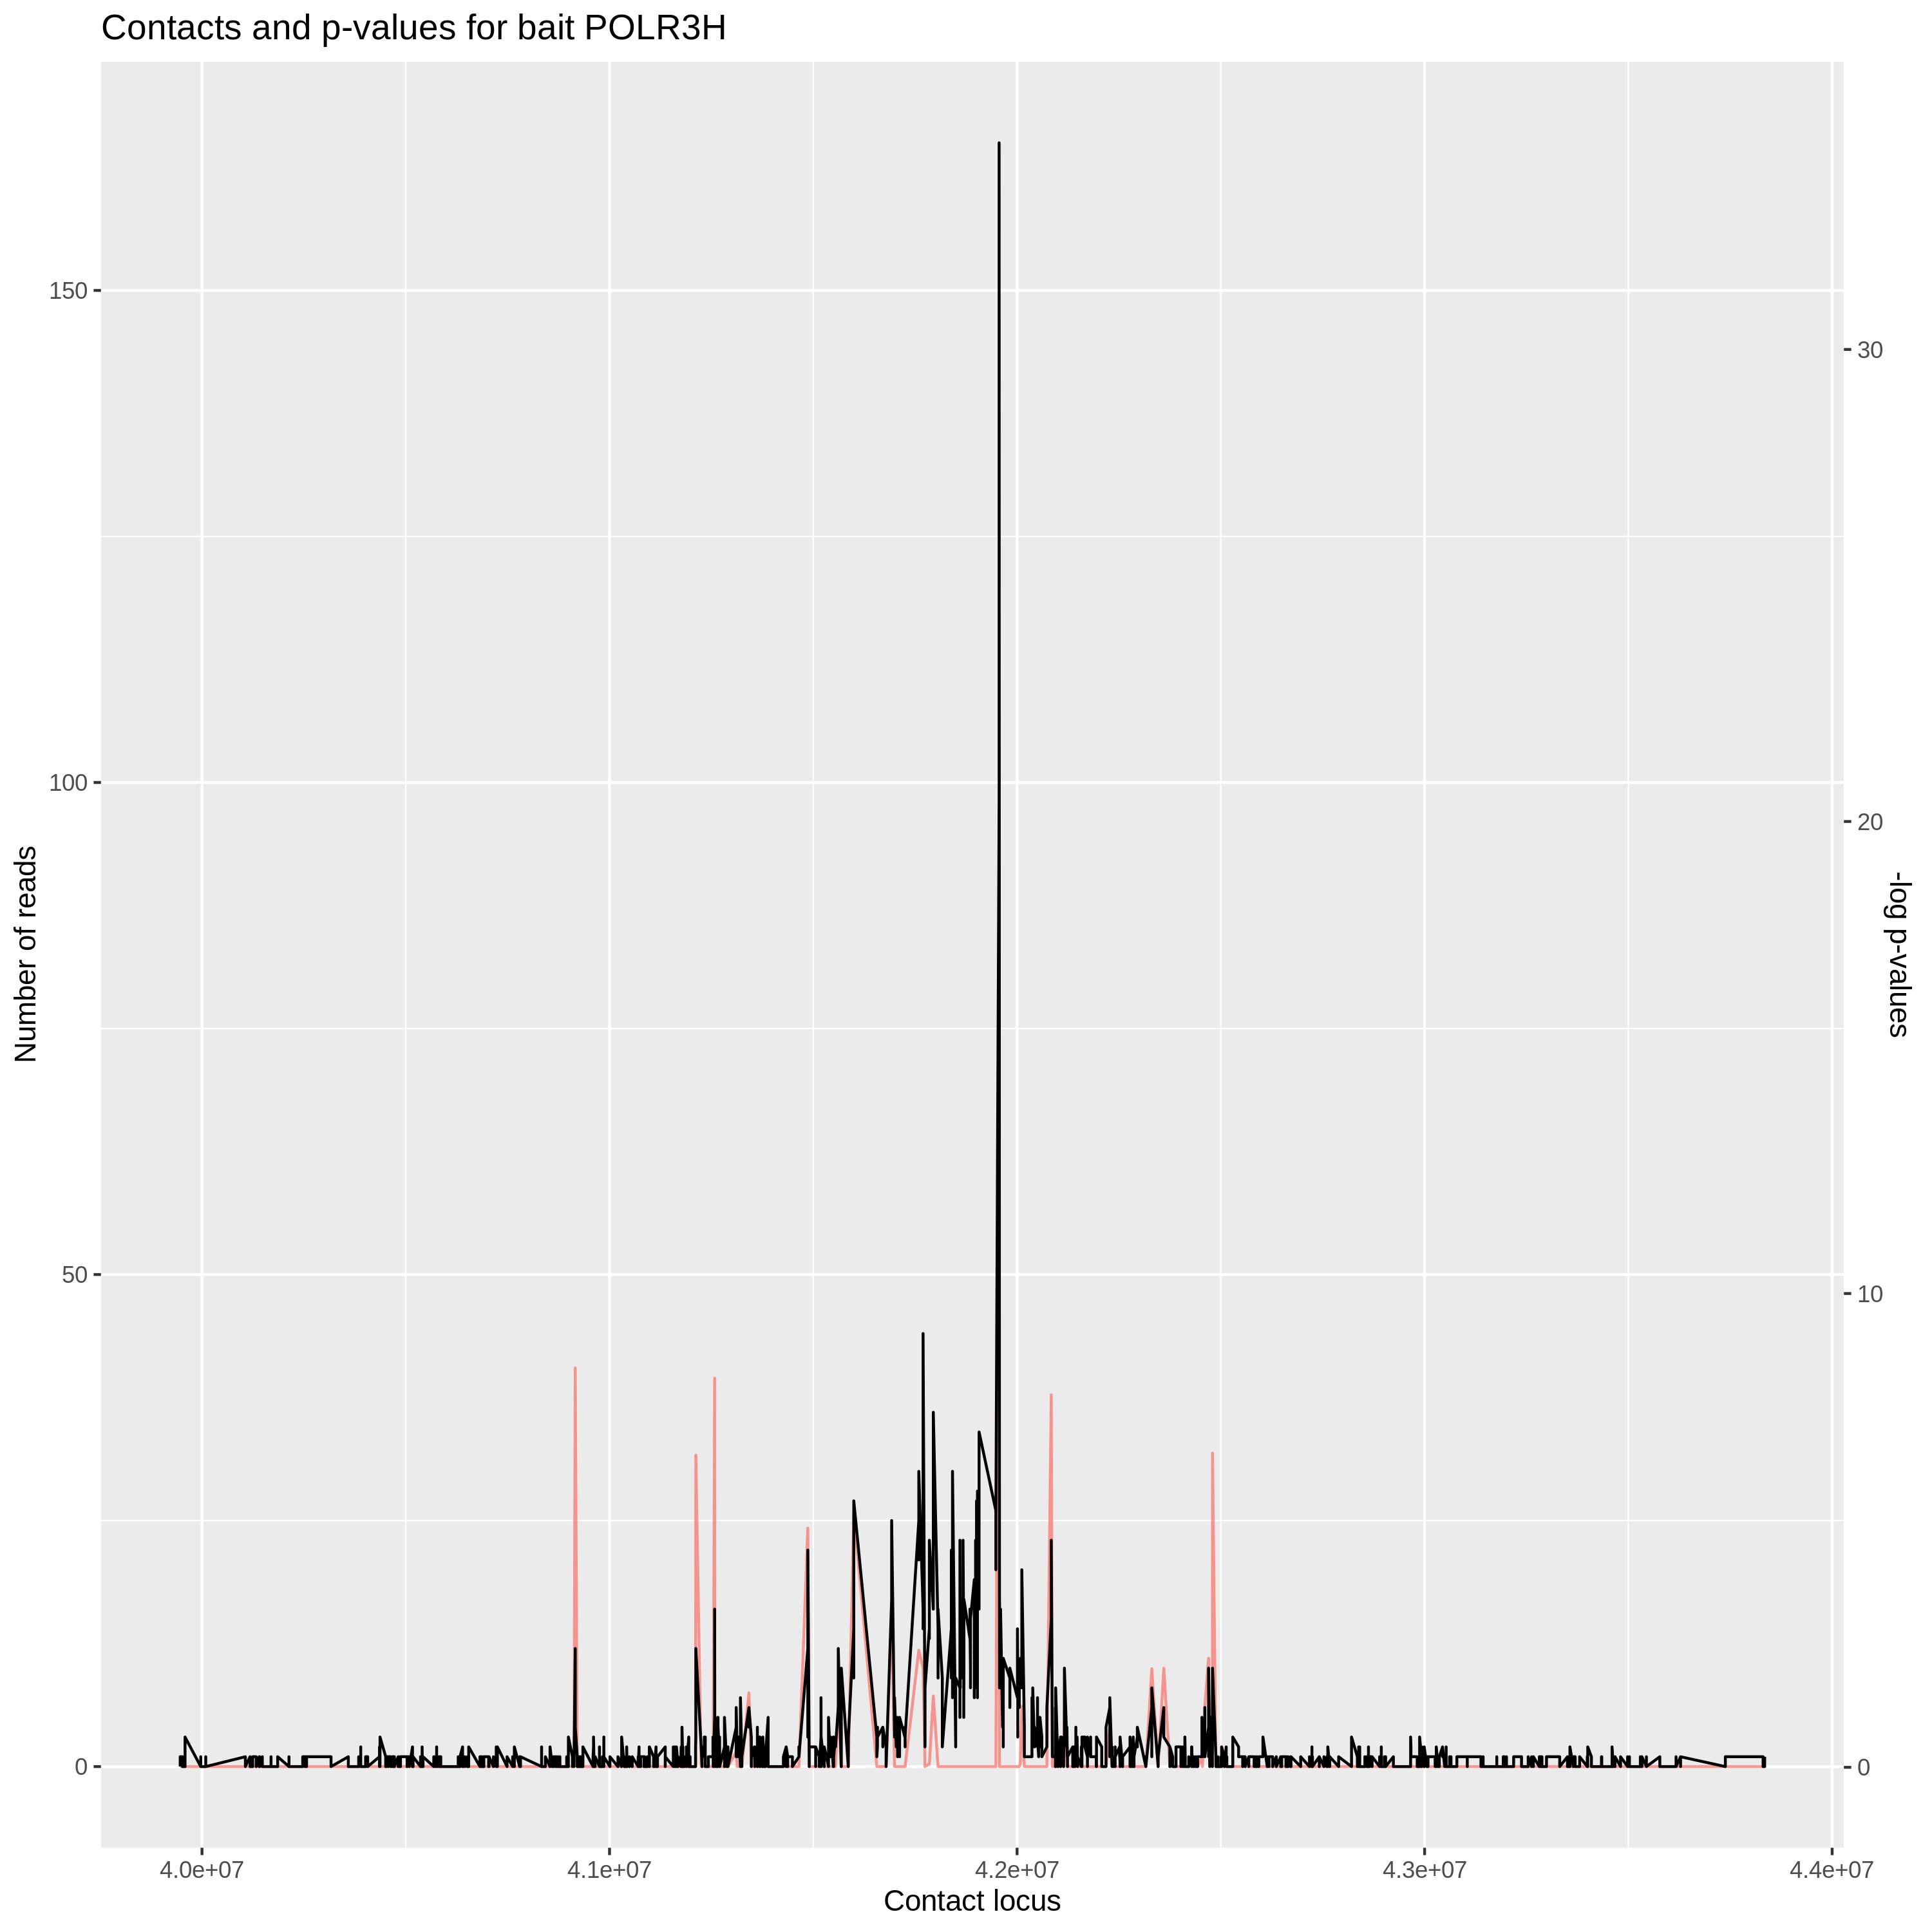 Contacts and p-values for bait POLR3H
150
100
50
0
30
20
10
0
Number of reads
-log p-values
4.0e+07
4.1e+07
4.2e+07
4.3e+07
4.4e+07
Contact locus